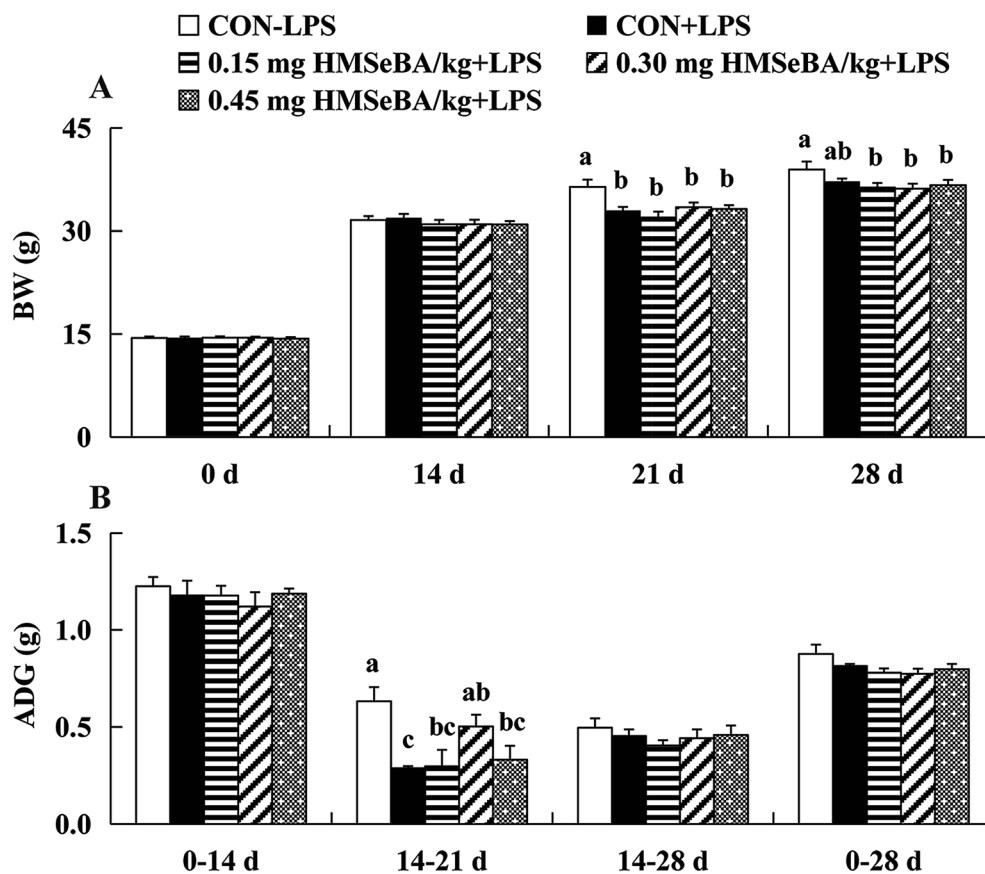 CON-LPS CON+LPS
0.15 mg HMSeBA/kg+LPS 0.30 mg HMSeBA/kg+LPS
0.45 mg HMSeBA/kg+LPS
A
45
30
15
0
BW (g)
a b b b b
a ab b b b
0 d 14 d 21 d 28 d
B
1.5
1.0
0.5
0.0
ADG (g)
a c bc ab bc
0-14 d 14-21 d 14-28 d 0-28 d